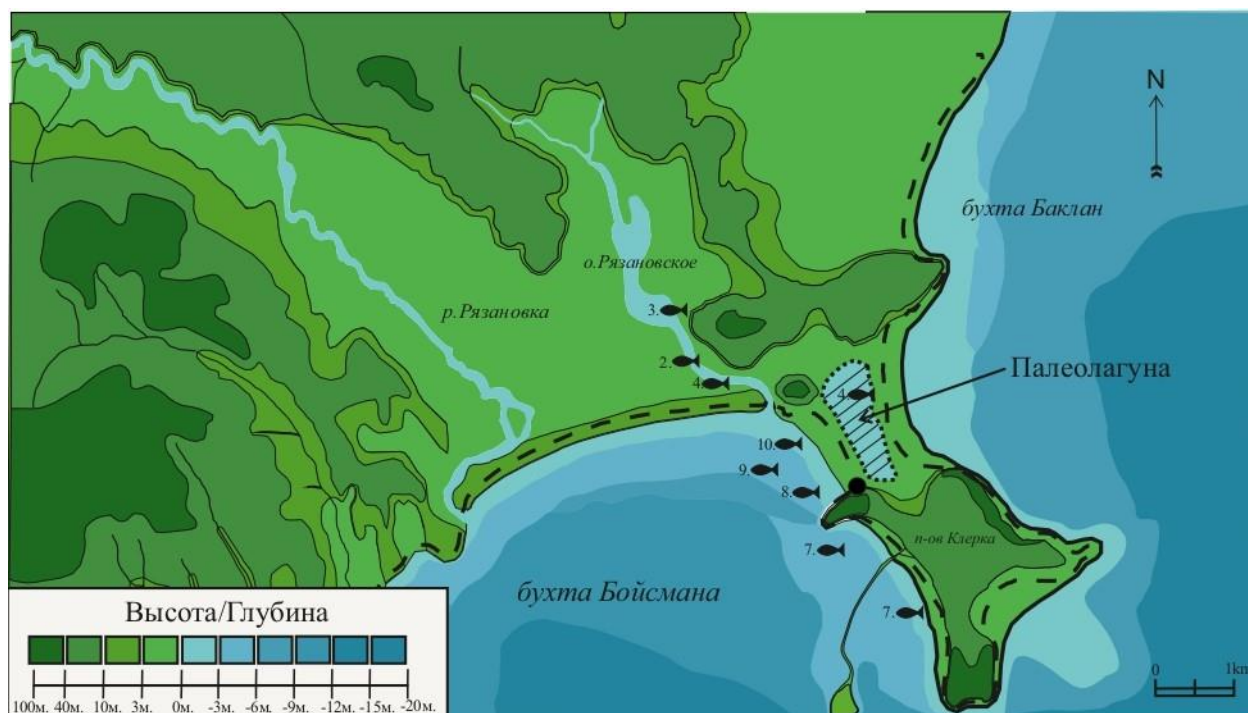 N
бухта Баклан
о.Рязановское
3.
р.Рязановка
2.
4.
4.
Палеолагуна
10.
9.
8.
п-ов Клерка
7.
бухта Бойсмана
7.
Высота/Глубина
100м. 40м. 10м. 3м. 0м. -3м. -6м. -9м. -12м. -15м. -20м.
0 1km